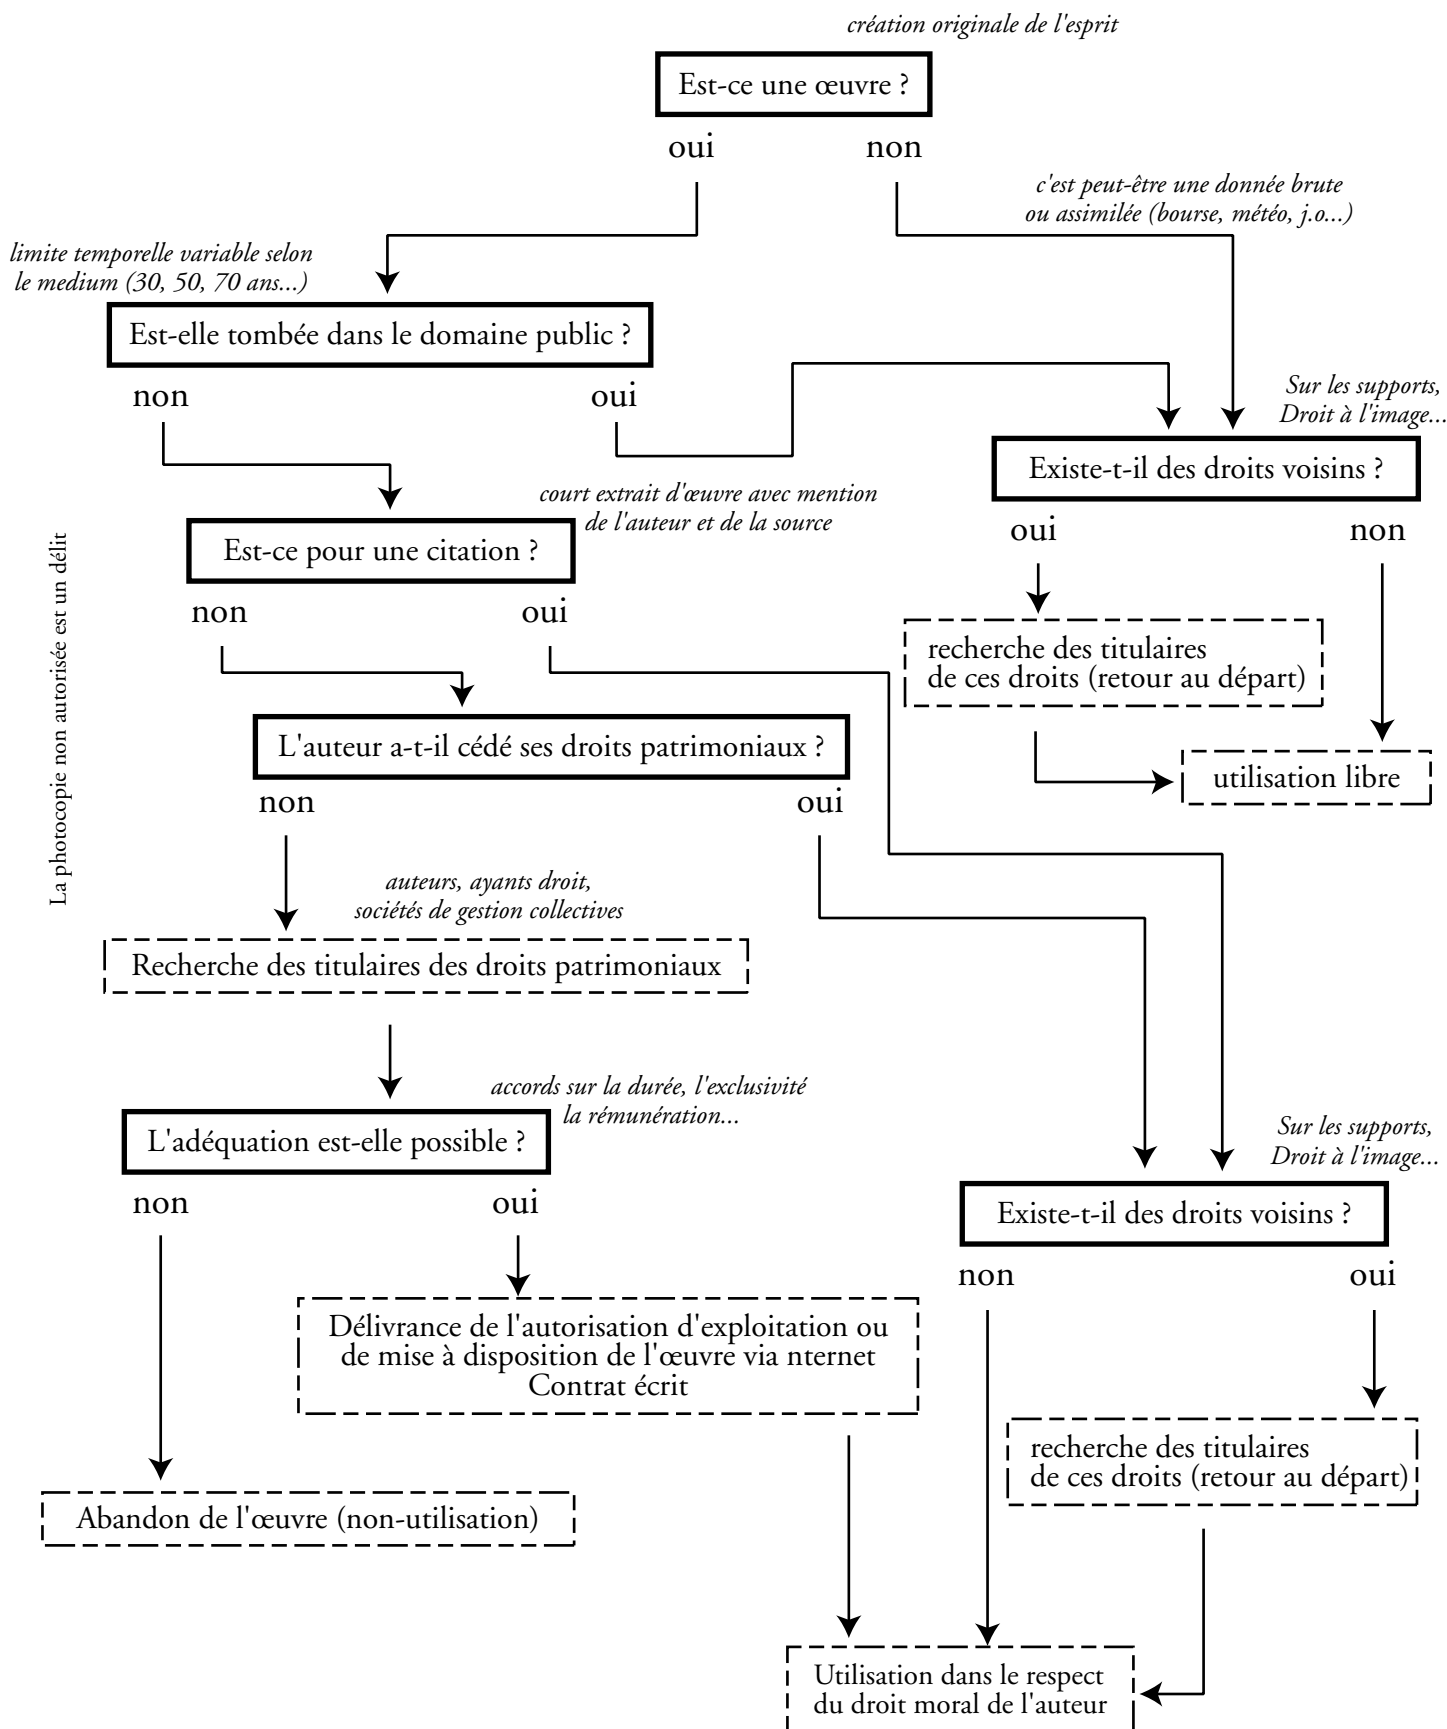 création originale de l'esprit
Est-ce une œuvre ?
oui
non
c'est peut-être une donnée brute
ou assimilée (bourse, météo, j.o...)
limite temporelle variable selon
le medium (30, 50, 70 ans...)
Est-elle tombée dans le domaine public ?
non
oui
Sur les supports,
Droit à l'image...
Existe-t-il des droits voisins ?
oui
non
court extrait d'œuvre avec mention
de l'auteur et de la source
Est-ce pour une citation ?
non
oui
recherche des titulaires
de ces droits (retour au départ)
utilisation libre
L'auteur a-t-il cédé ses droits patrimoniaux ?
non
oui
La photocopie non autorisée est un délit
auteurs, ayants droit,
sociétés de gestion collectives
Recherche des titulaires des droits patrimoniaux
accords sur la durée, l'exclusivité
la rémunération...
L'adéquation est-elle possible ?
non
oui
Sur les supports,
Droit à l'image...
Existe-t-il des droits voisins ?
non
oui
Délivrance de l'autorisation d'exploitation ou
de mise à disposition de l'œuvre via nternet
Contrat écrit
recherche des titulaires
de ces droits (retour au départ)
Abandon de l'œuvre (non-utilisation)
Utilisation dans le respect
du droit moral de l'auteur